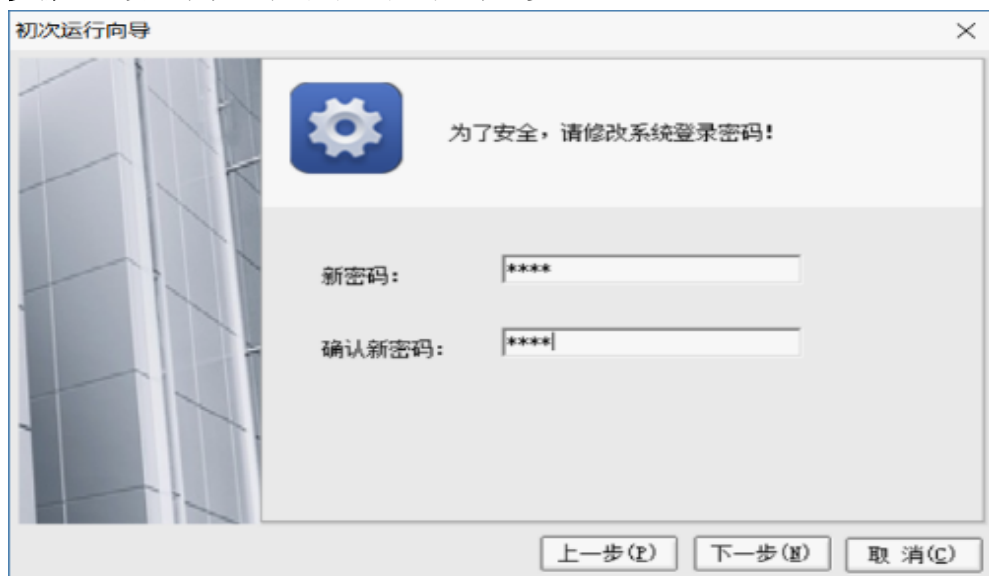 初次运行向导
为了安全，请修改系统登录密码!
新密码: ****
确认新密码: ****
上一步(P) 下一步(N) 取 消(C)